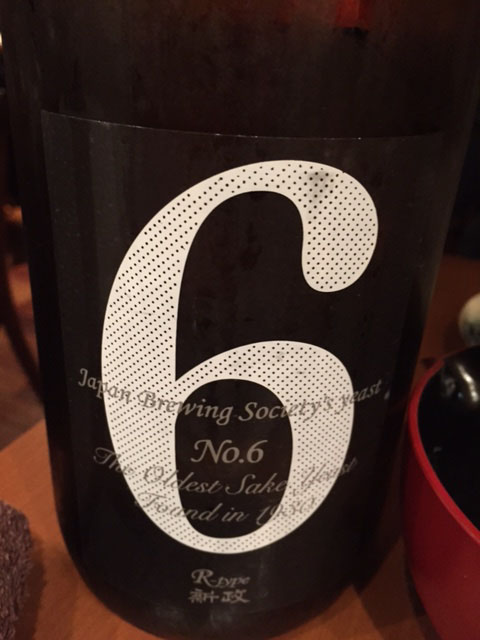 6
Japan Brewing Society's yeast
No.6
The Oldest Sake Yeast
Found in 1930
R-type
新政